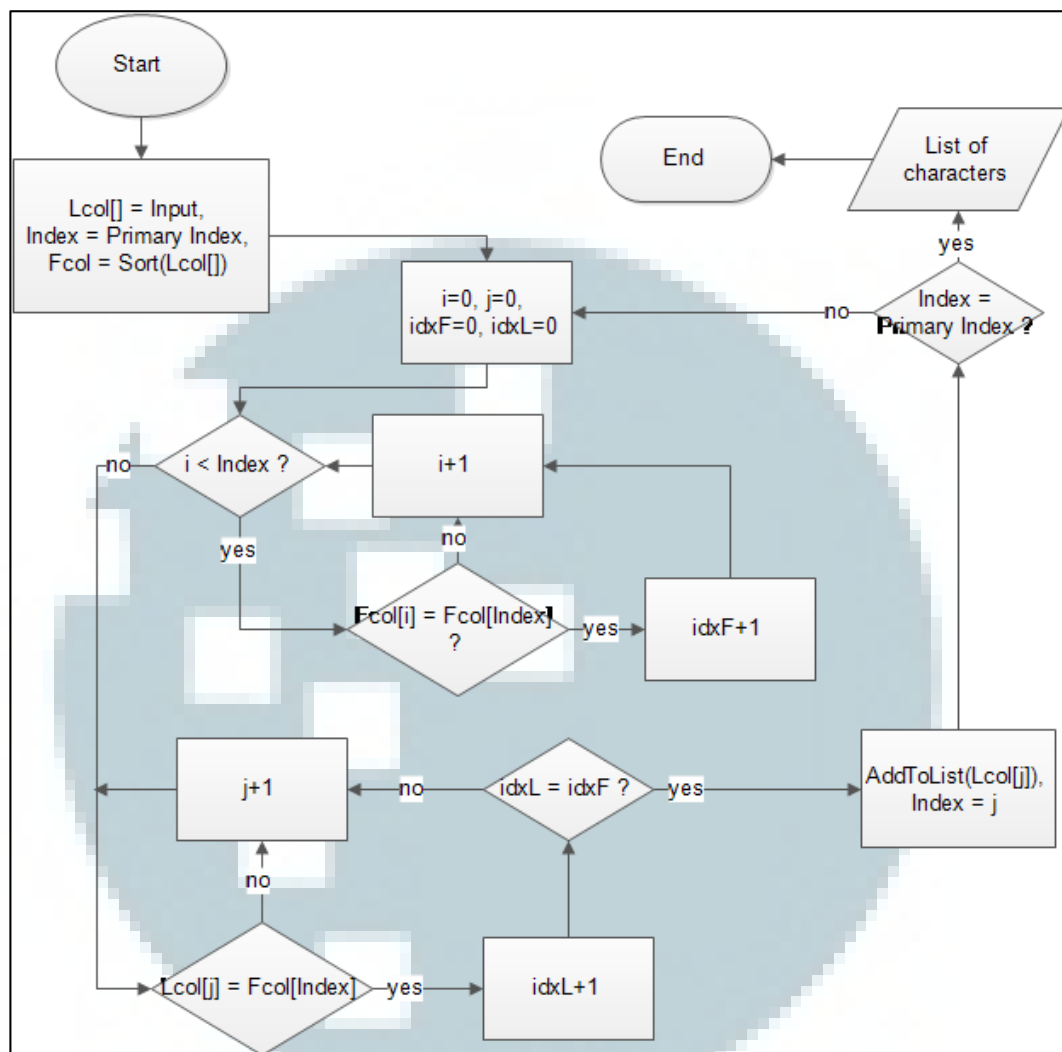 Start
Lcol[] = Input,
Index = Primary Index,
Fcol = Sort(Lcol[])
End
List of
characters
yes
Index =
Primary Index ?
no
i=0, j=0,
idxF=0, idxL=0
no
i < Index ?
i+1
yes
no
Fcol[i] = Fcol[Index]
?
yes
idxF+1
j+1
no
idxL = idxF ?
yes
AddToList(Lcol[j]),
Index = j
no
Lcol[j] = Fcol[Index]
yes
idxL+1